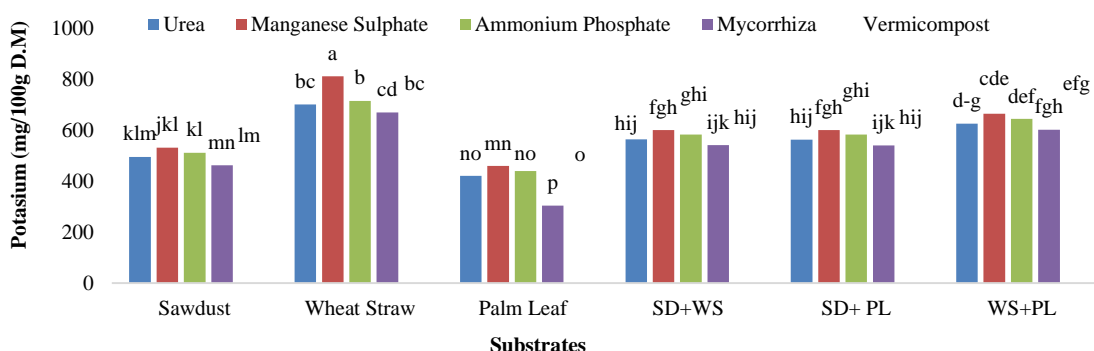 Potasium (mg/100g D.M)
1000
800
600
400
200
0
Urea Manganese Sulphate Ammonium Phosphate Mycorrhiza Vermicompost
klm jkl kl mn lm
bc a b cd bc
no mn no p o
hij fgh ghi ijk hij
hij fgh ghi ijk hij
d-g cde def fgh efg
Sawdust Wheat Straw Palm Leaf SD+WS SD+ PL WS+PL
Substrates